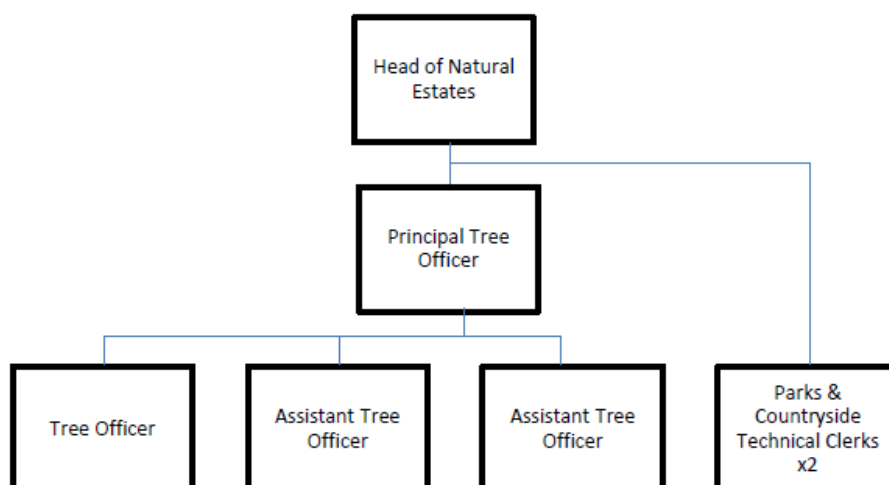 Head of Natural
Estates
Principal Tree
Officer
Tree Officer
Assistant Tree
Officer
Assistant Tree
Officer
Parks &
Countryside
Technical Clerks
x2